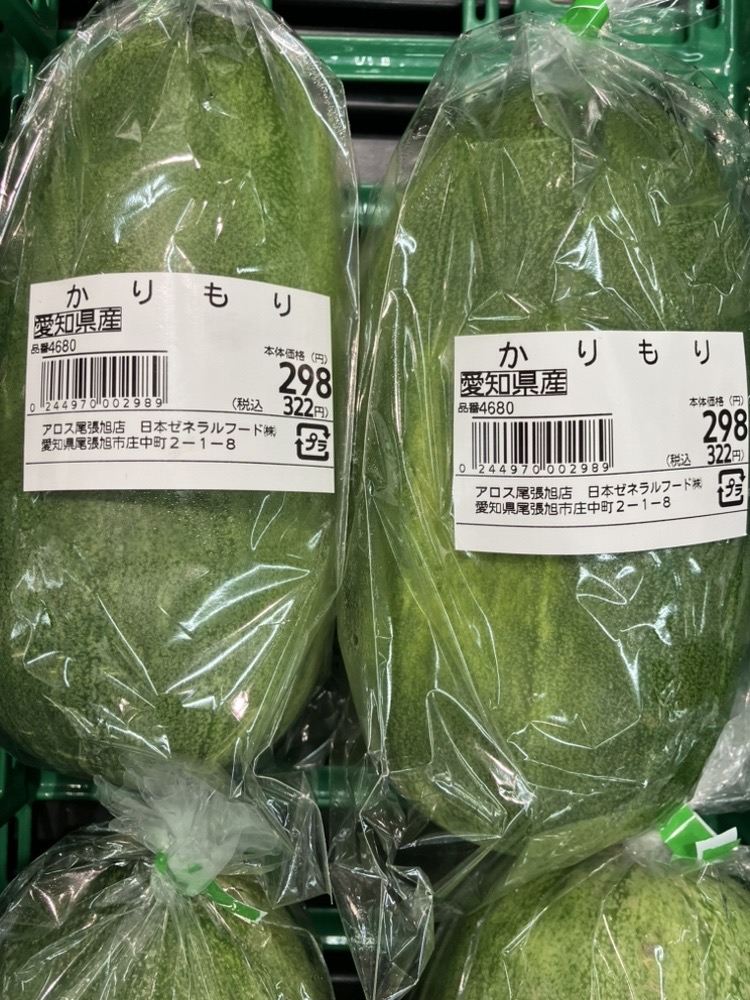 かりもり
愛知県産
品番4680
本体価格(円)
298
0 244970 002989
(税込 322円)
プラ
アロス尾張旭店 日本ゼネラルフード㈱
愛知県尾張旭市庄中町2-1-8
かりもり
愛知県産
品番4680
本体価格(円)
298
0 244970 002989
(税込 322円)
プラ
アロス尾張旭店 日本ゼネラルフード㈱
愛知県尾張旭市庄中町2-1-8